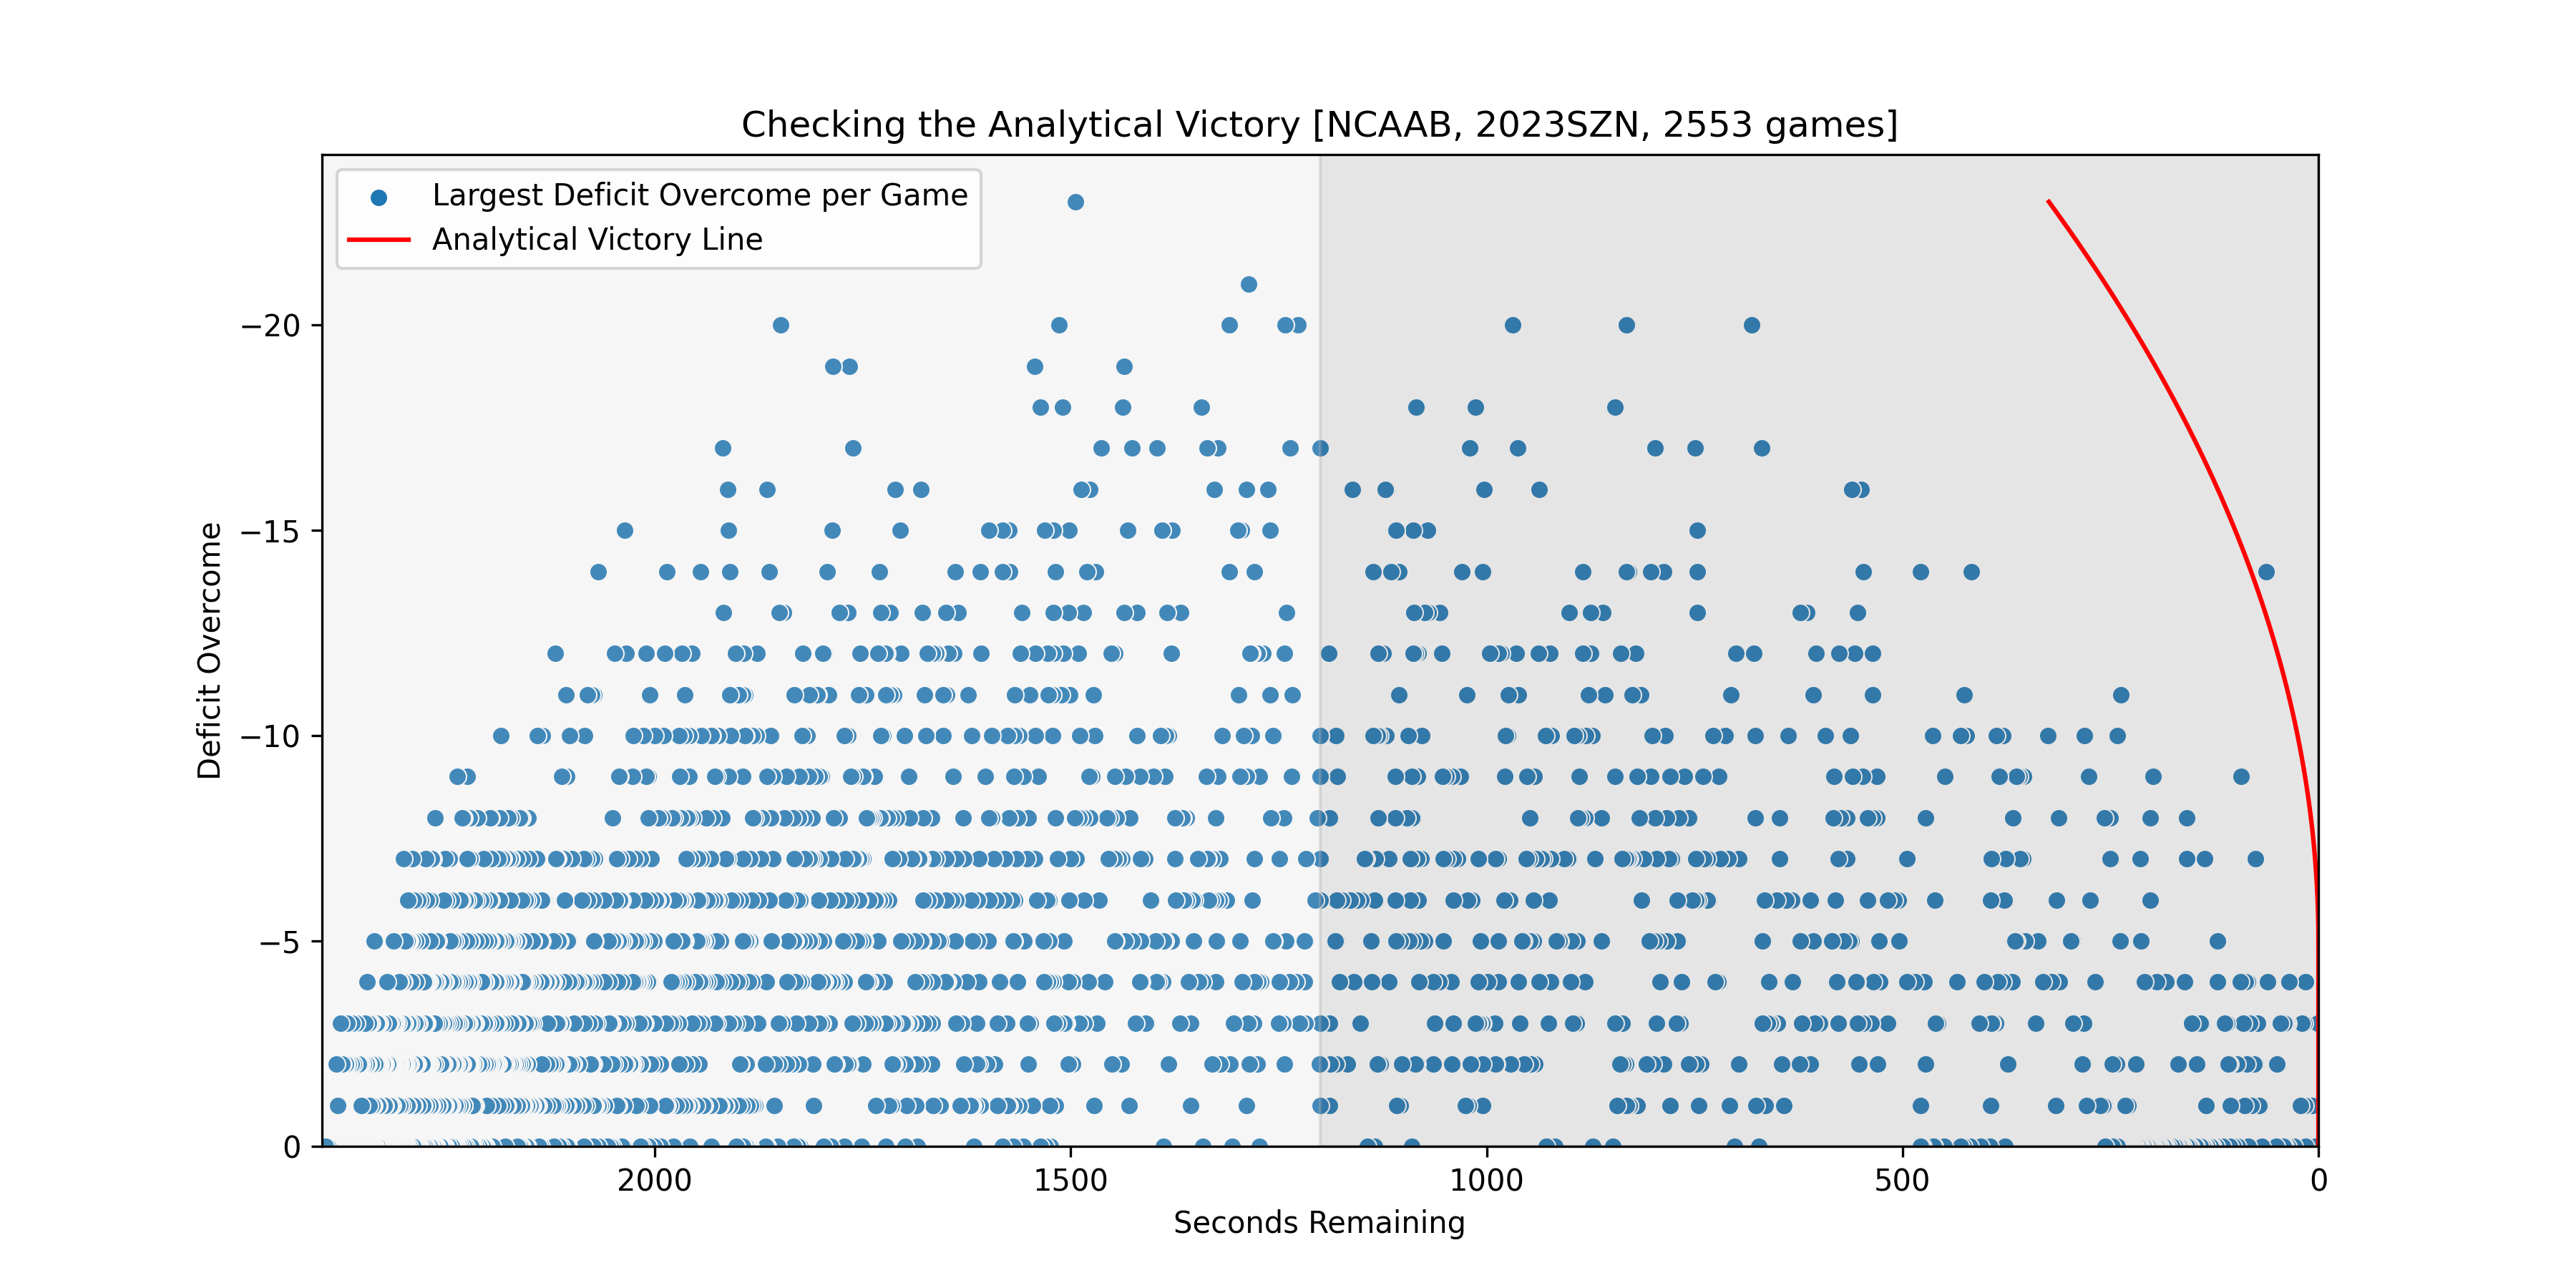 Checking the Analytical Victory [NCAAB, 2023SZN, 2553 games]
Largest Deficit Overcome per Game
Analytical Victory Line
Deficit Overcome
−20
−15
−10
−5
0
2000 1500 1000 500 0
Seconds Remaining